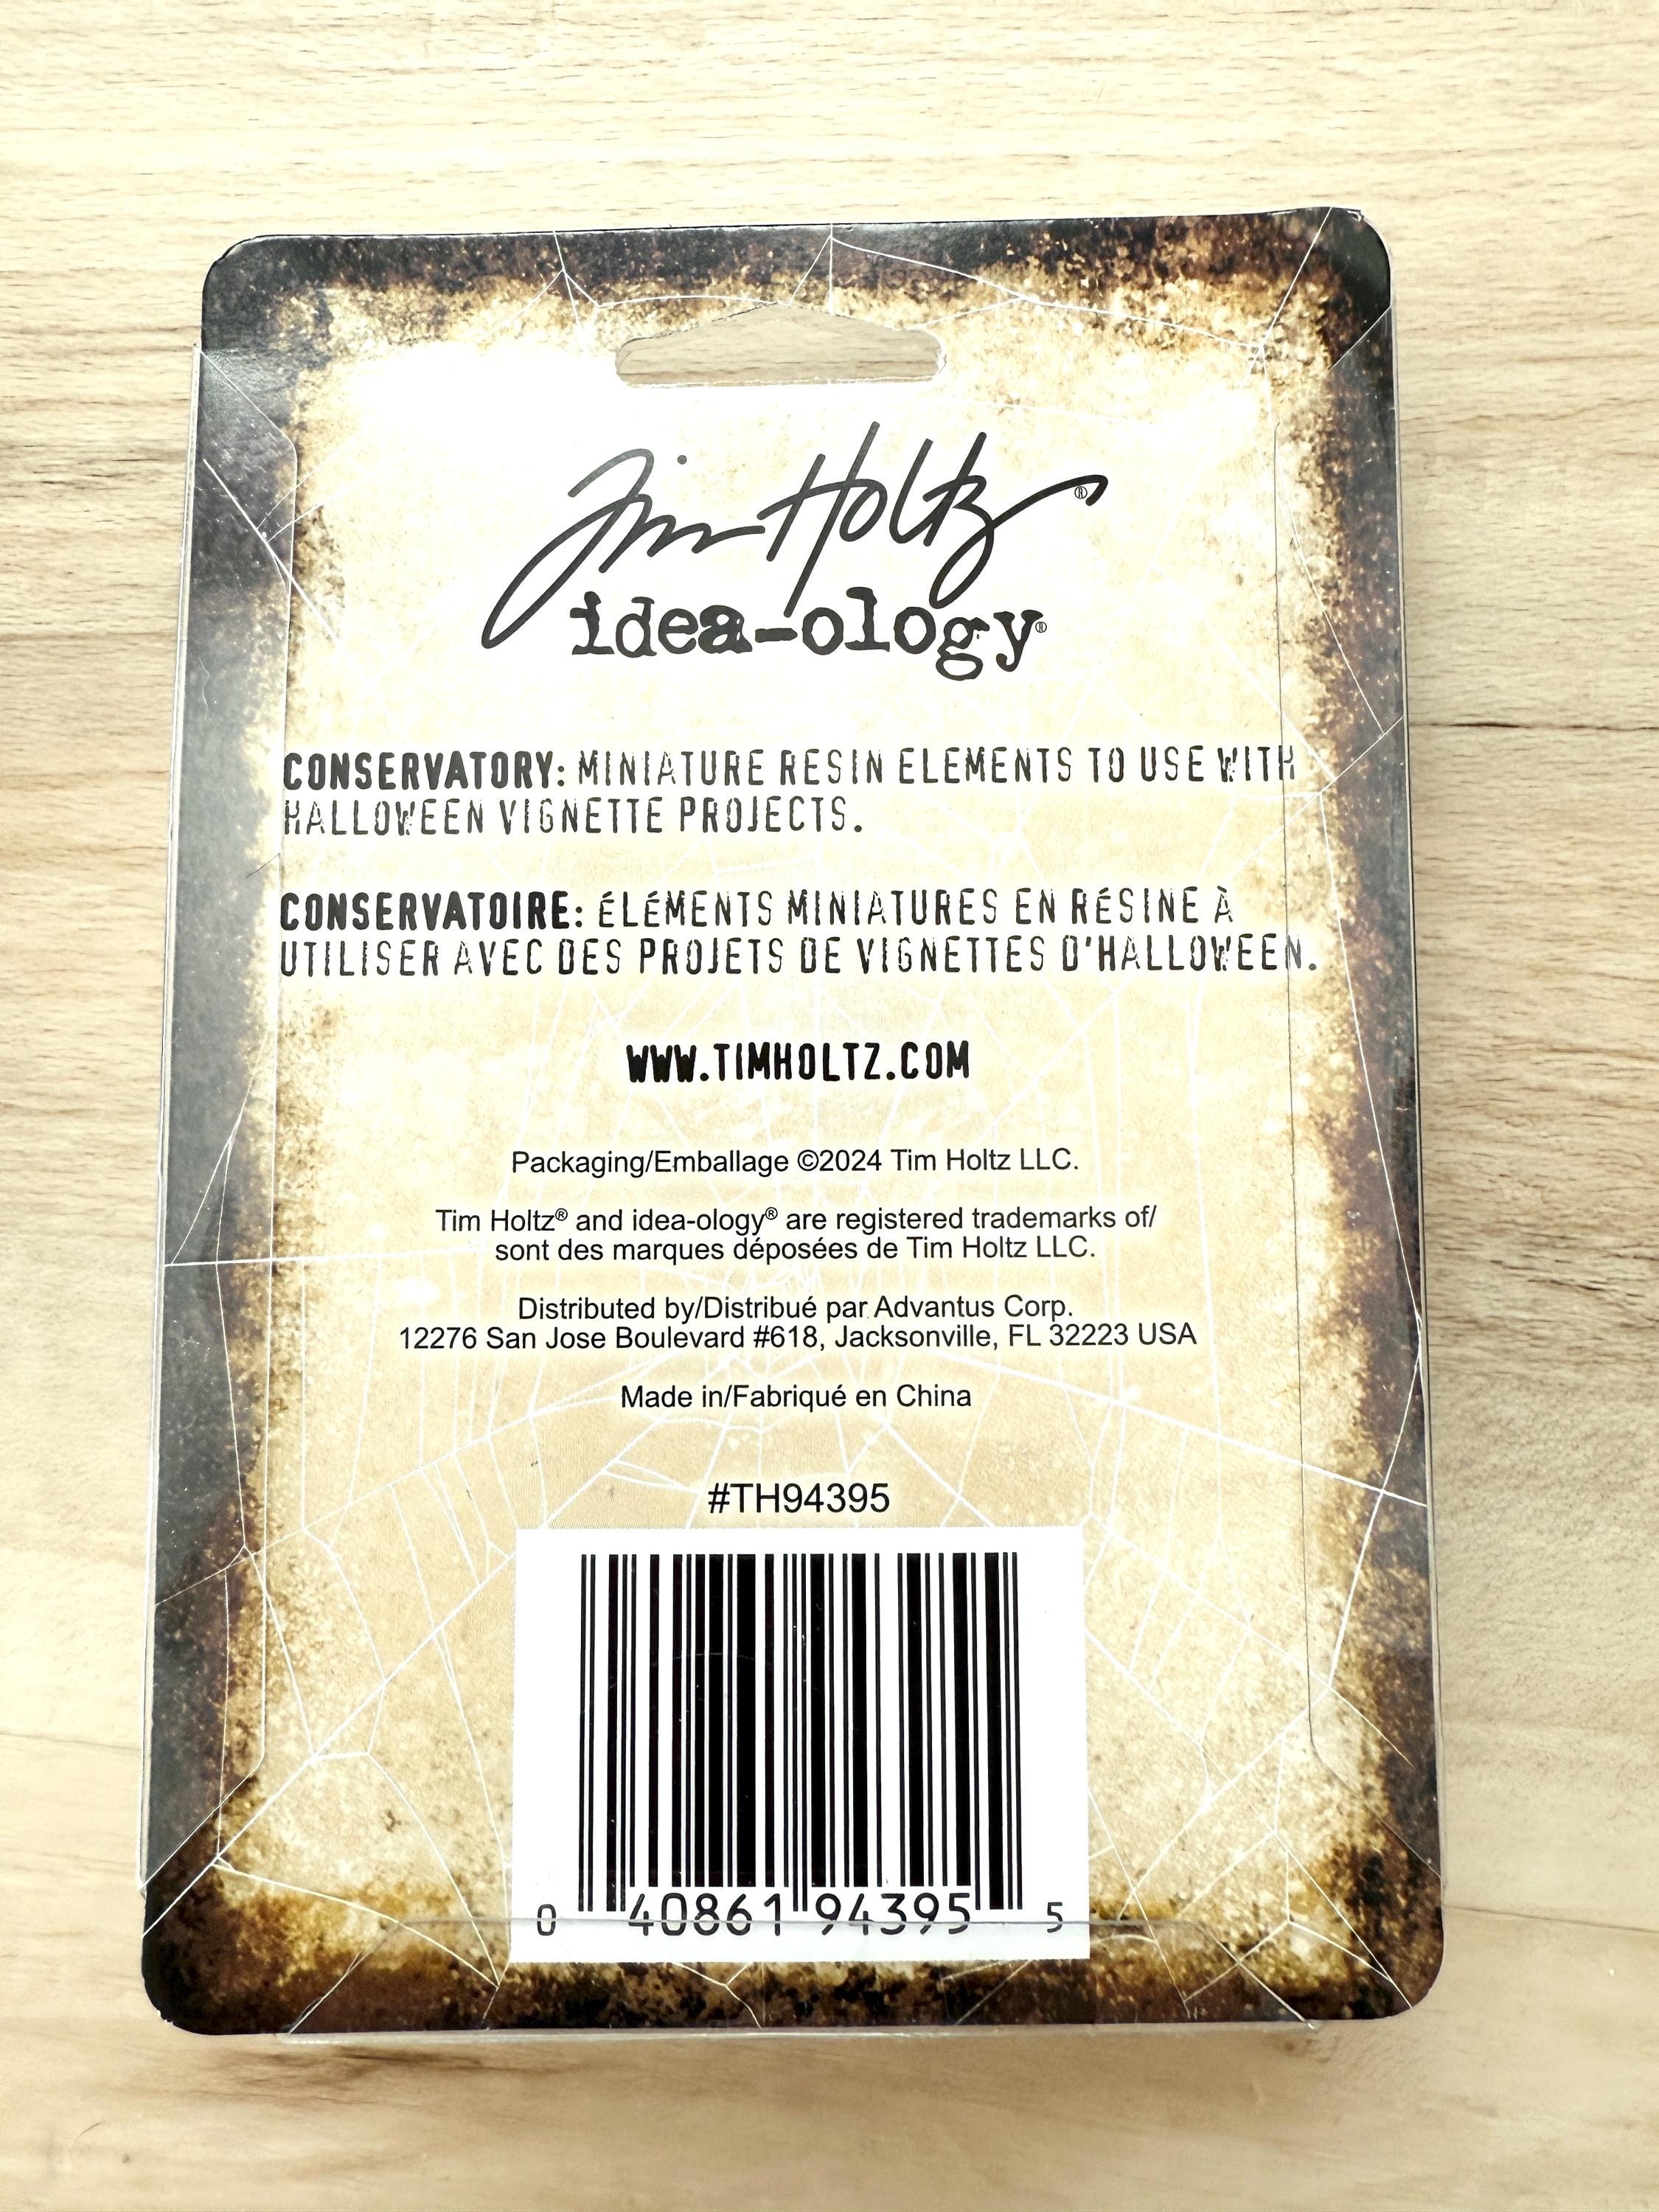 Tim Holtz®
idea-ology®
CONSERVATORY: MINIATURE RESIN ELEMENTS TO USE WITH
HALLOWEEN VIGNETTE PROJECTS.
CONSERVATOIRE: ÉLÉMENTS MINIATURES EN RÉSINE À
UTILISER AVEC DES PROJETS DE VIGNETTES D'HALLOWEEN.
WWW.TIMHOLTZ.COM
Packaging/Emballage ©2024 Tim Holtz LLC.
Tim Holtz® and idea-ology® are registered trademarks of/
sont des marques déposées de Tim Holtz LLC.
Distributed by/Distribué par Advantus Corp.
12276 San Jose Boulevard #618, Jacksonville, FL 32223 USA
Made in/Fabriqué en China
#TH94395
0 40861 94395 5